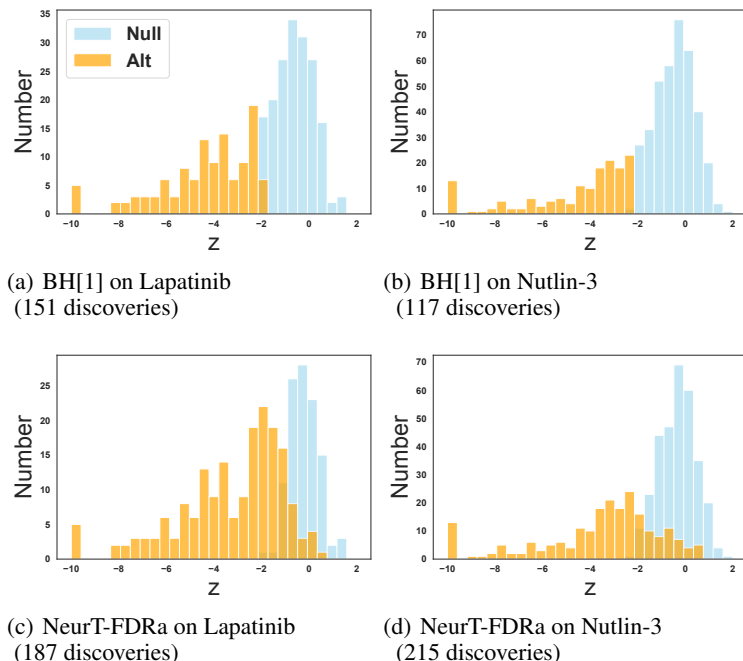 35
30
25
20
15
10
5
0
Number
Null
Alt
−10 −8 −6 −4 −2 0 2
z
(a) BH[1] on Lapatinib
(151 discoveries)
70
60
50
40
30
20
10
0
Number
−10 −8 −6 −4 −2 0 2
z
(b) BH[1] on Nutlin-3
(117 discoveries)
25
20
15
10
5
0
Number
−10 −8 −6 −4 −2 0 2
z
(c) NeurT-FDRa on Lapatinib
(187 discoveries)
70
60
50
40
30
20
10
0
Number
−10 −8 −6 −4 −2 0 2
z
(d) NeurT-FDRa on Nutlin-3
(215 discoveries)